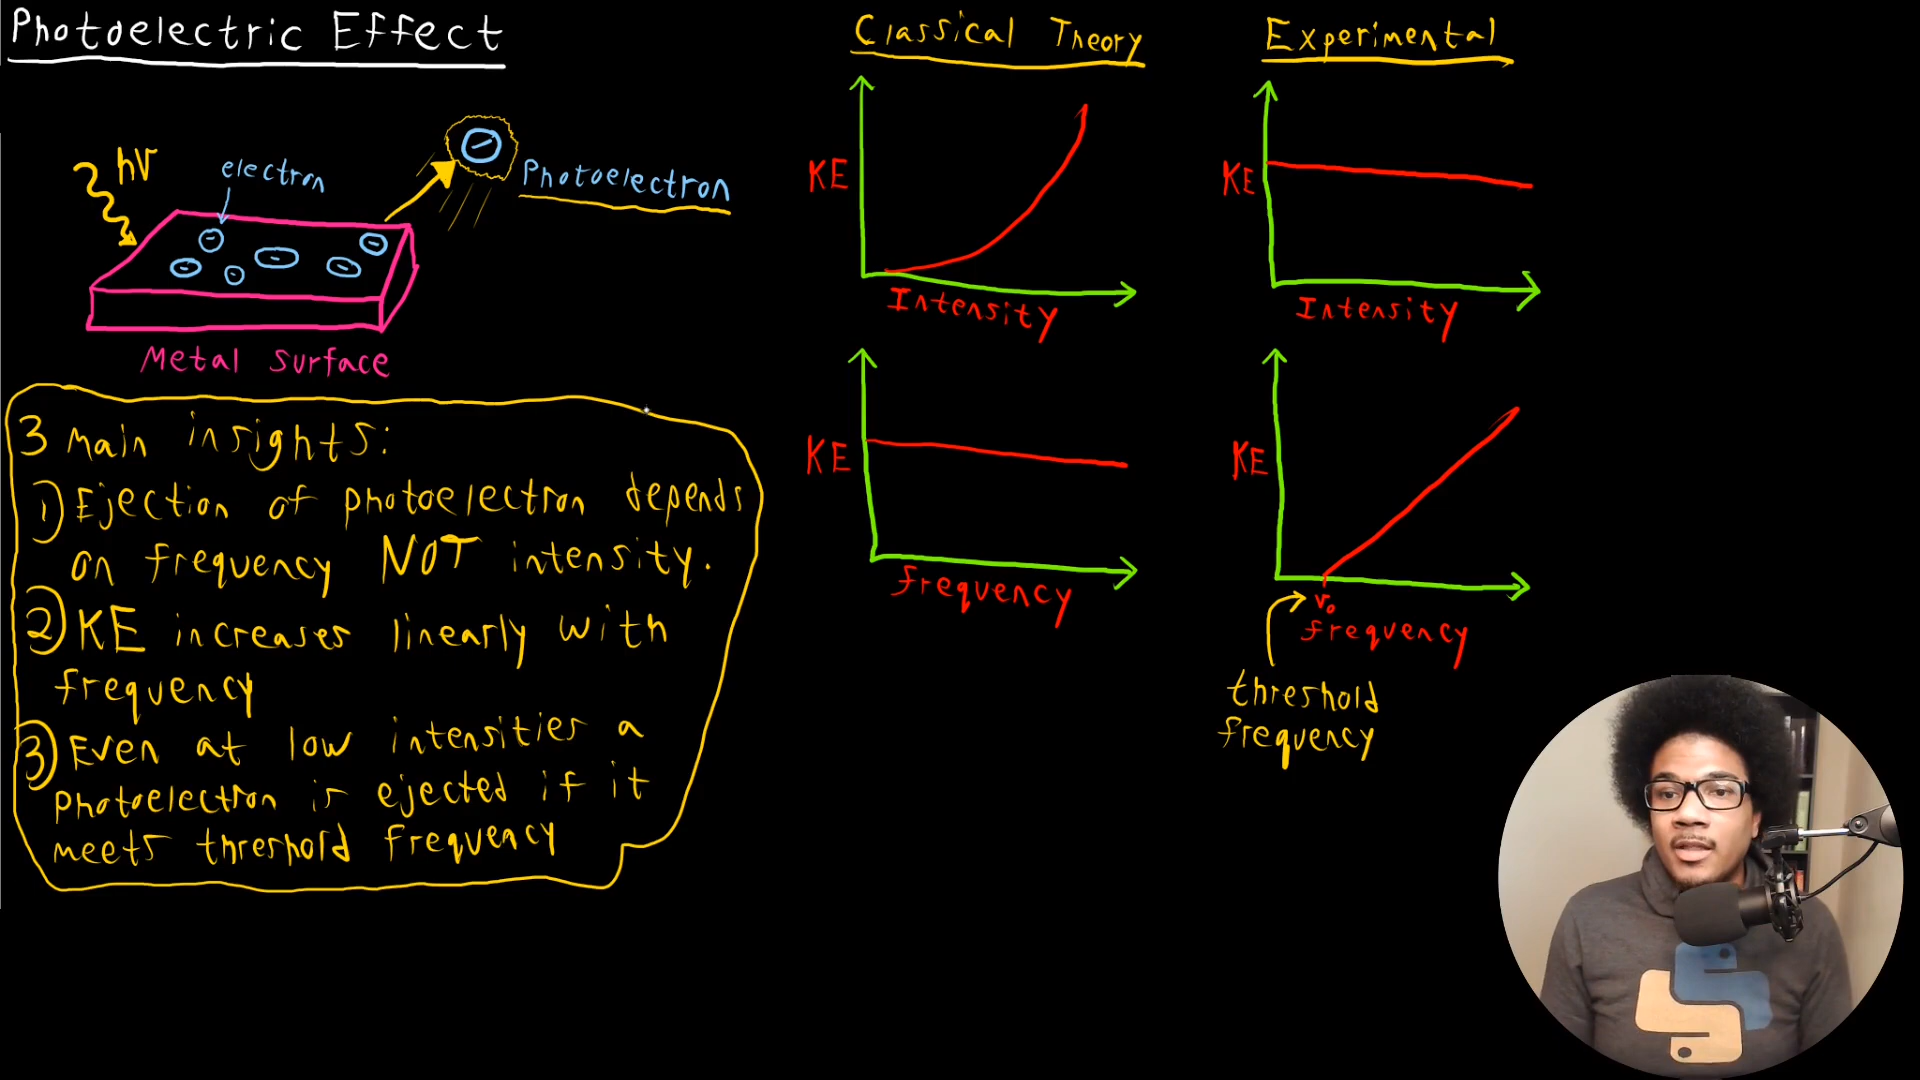 Photoelectric Effect
hν
electron
Photoelectron
Metal Surface
3 main insights:
1) Ejection of photoelectron depends
on frequency NOT intensity.
2) KE increases linearly with
frequency
3) Even at low intensities a
photoelectron is ejected if it
meets threshold frequency
Classical Theory
KE
Intensity
KE
frequency
Experimental
KE
Intensity
KE
ν₀
frequency
threshold
frequency